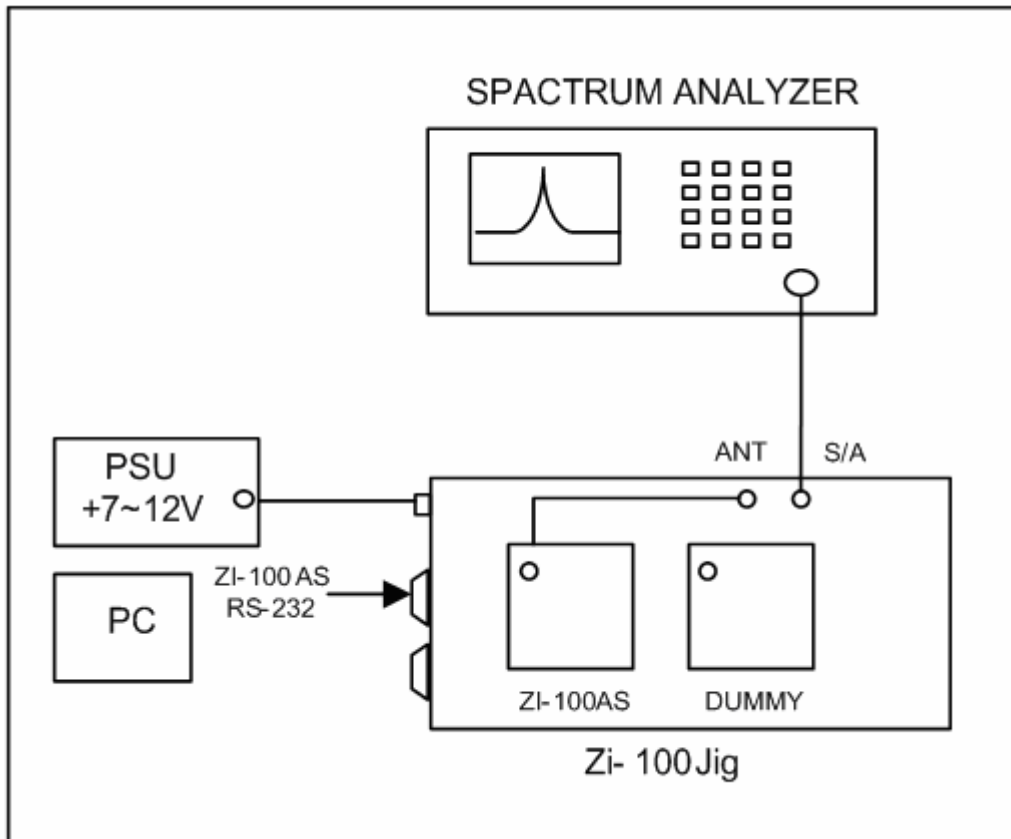 SPACTRUM ANALYZER
ANT
S/A
PSU
+7~12V
ZI-100 AS
RS-232
PC
ZI-100AS
DUMMY
Zi- 100 Jig